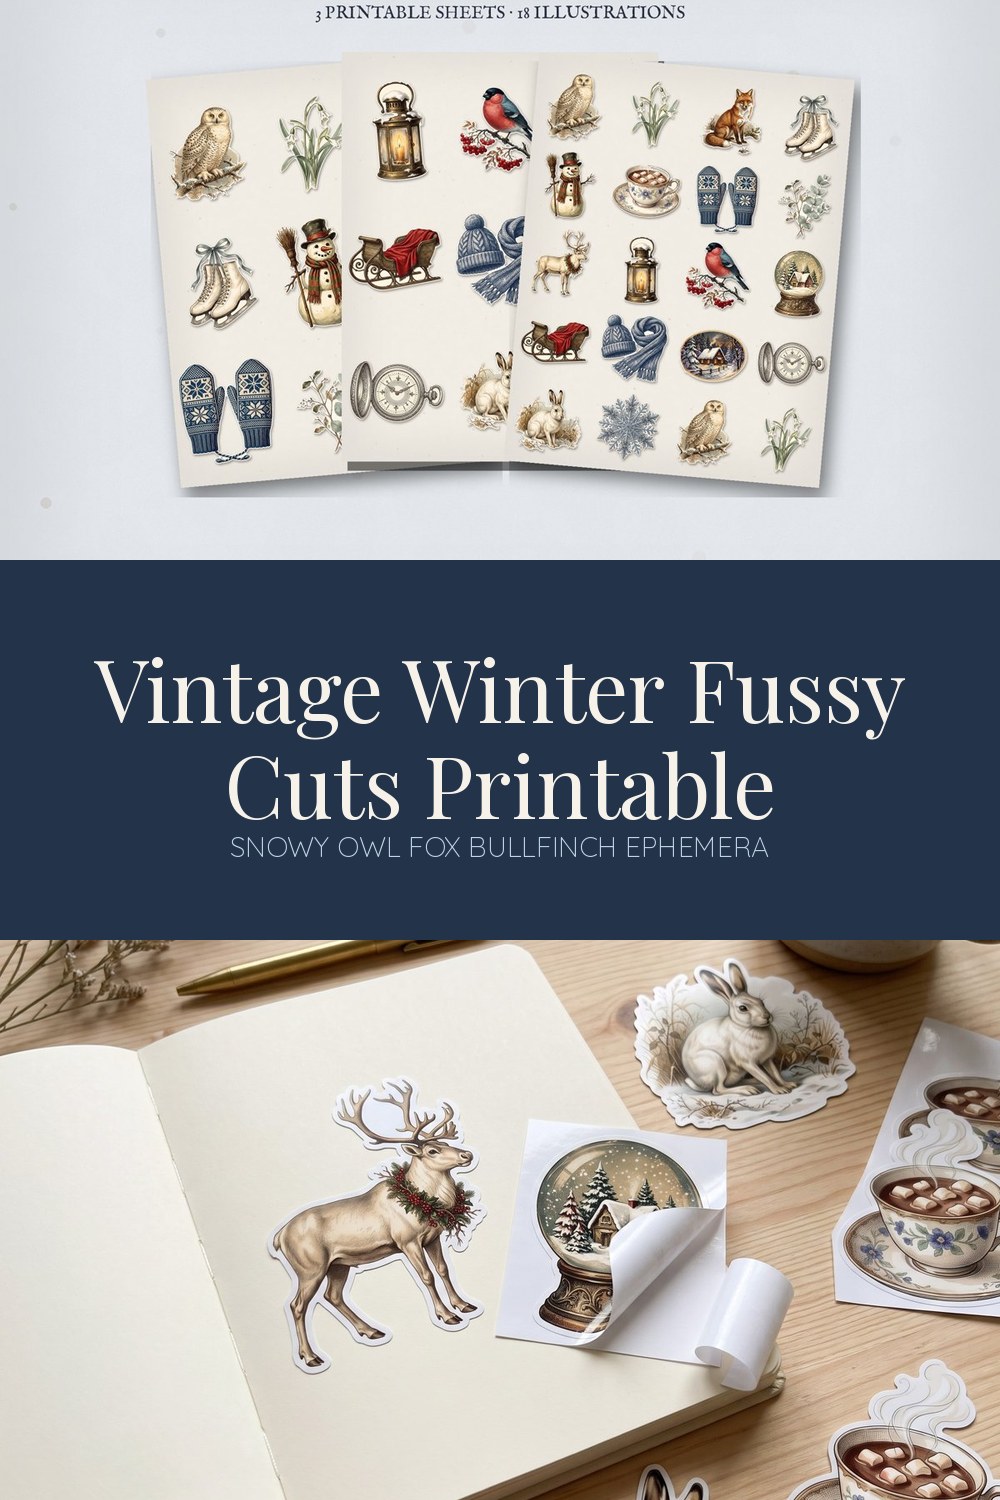 3 PRINTABLE SHEETS · 18 ILLUSTRATIONS
Vintage Winter Fussy
Cuts Printable
SNOWY OWL FOX BULLFINCH EPHEMERA